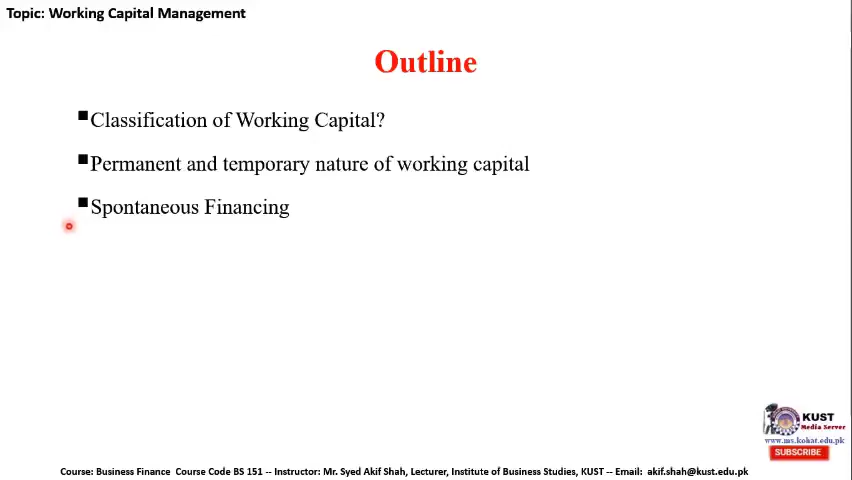 Topic: Working Capital Management
Outline
▪Classification of Working Capital?
▪Permanent and temporary nature of working capital
▪Spontaneous Financing
KUST
Media Server
www.ms.kohat.edu.pk
SUBSCRIBE
Course: Business Finance Course Code BS 151 -- Instructor: Mr. Syed Akif Shah, Lecturer, Institute of Business Studies, KUST -- Email: akif.shah@kust.edu.pk